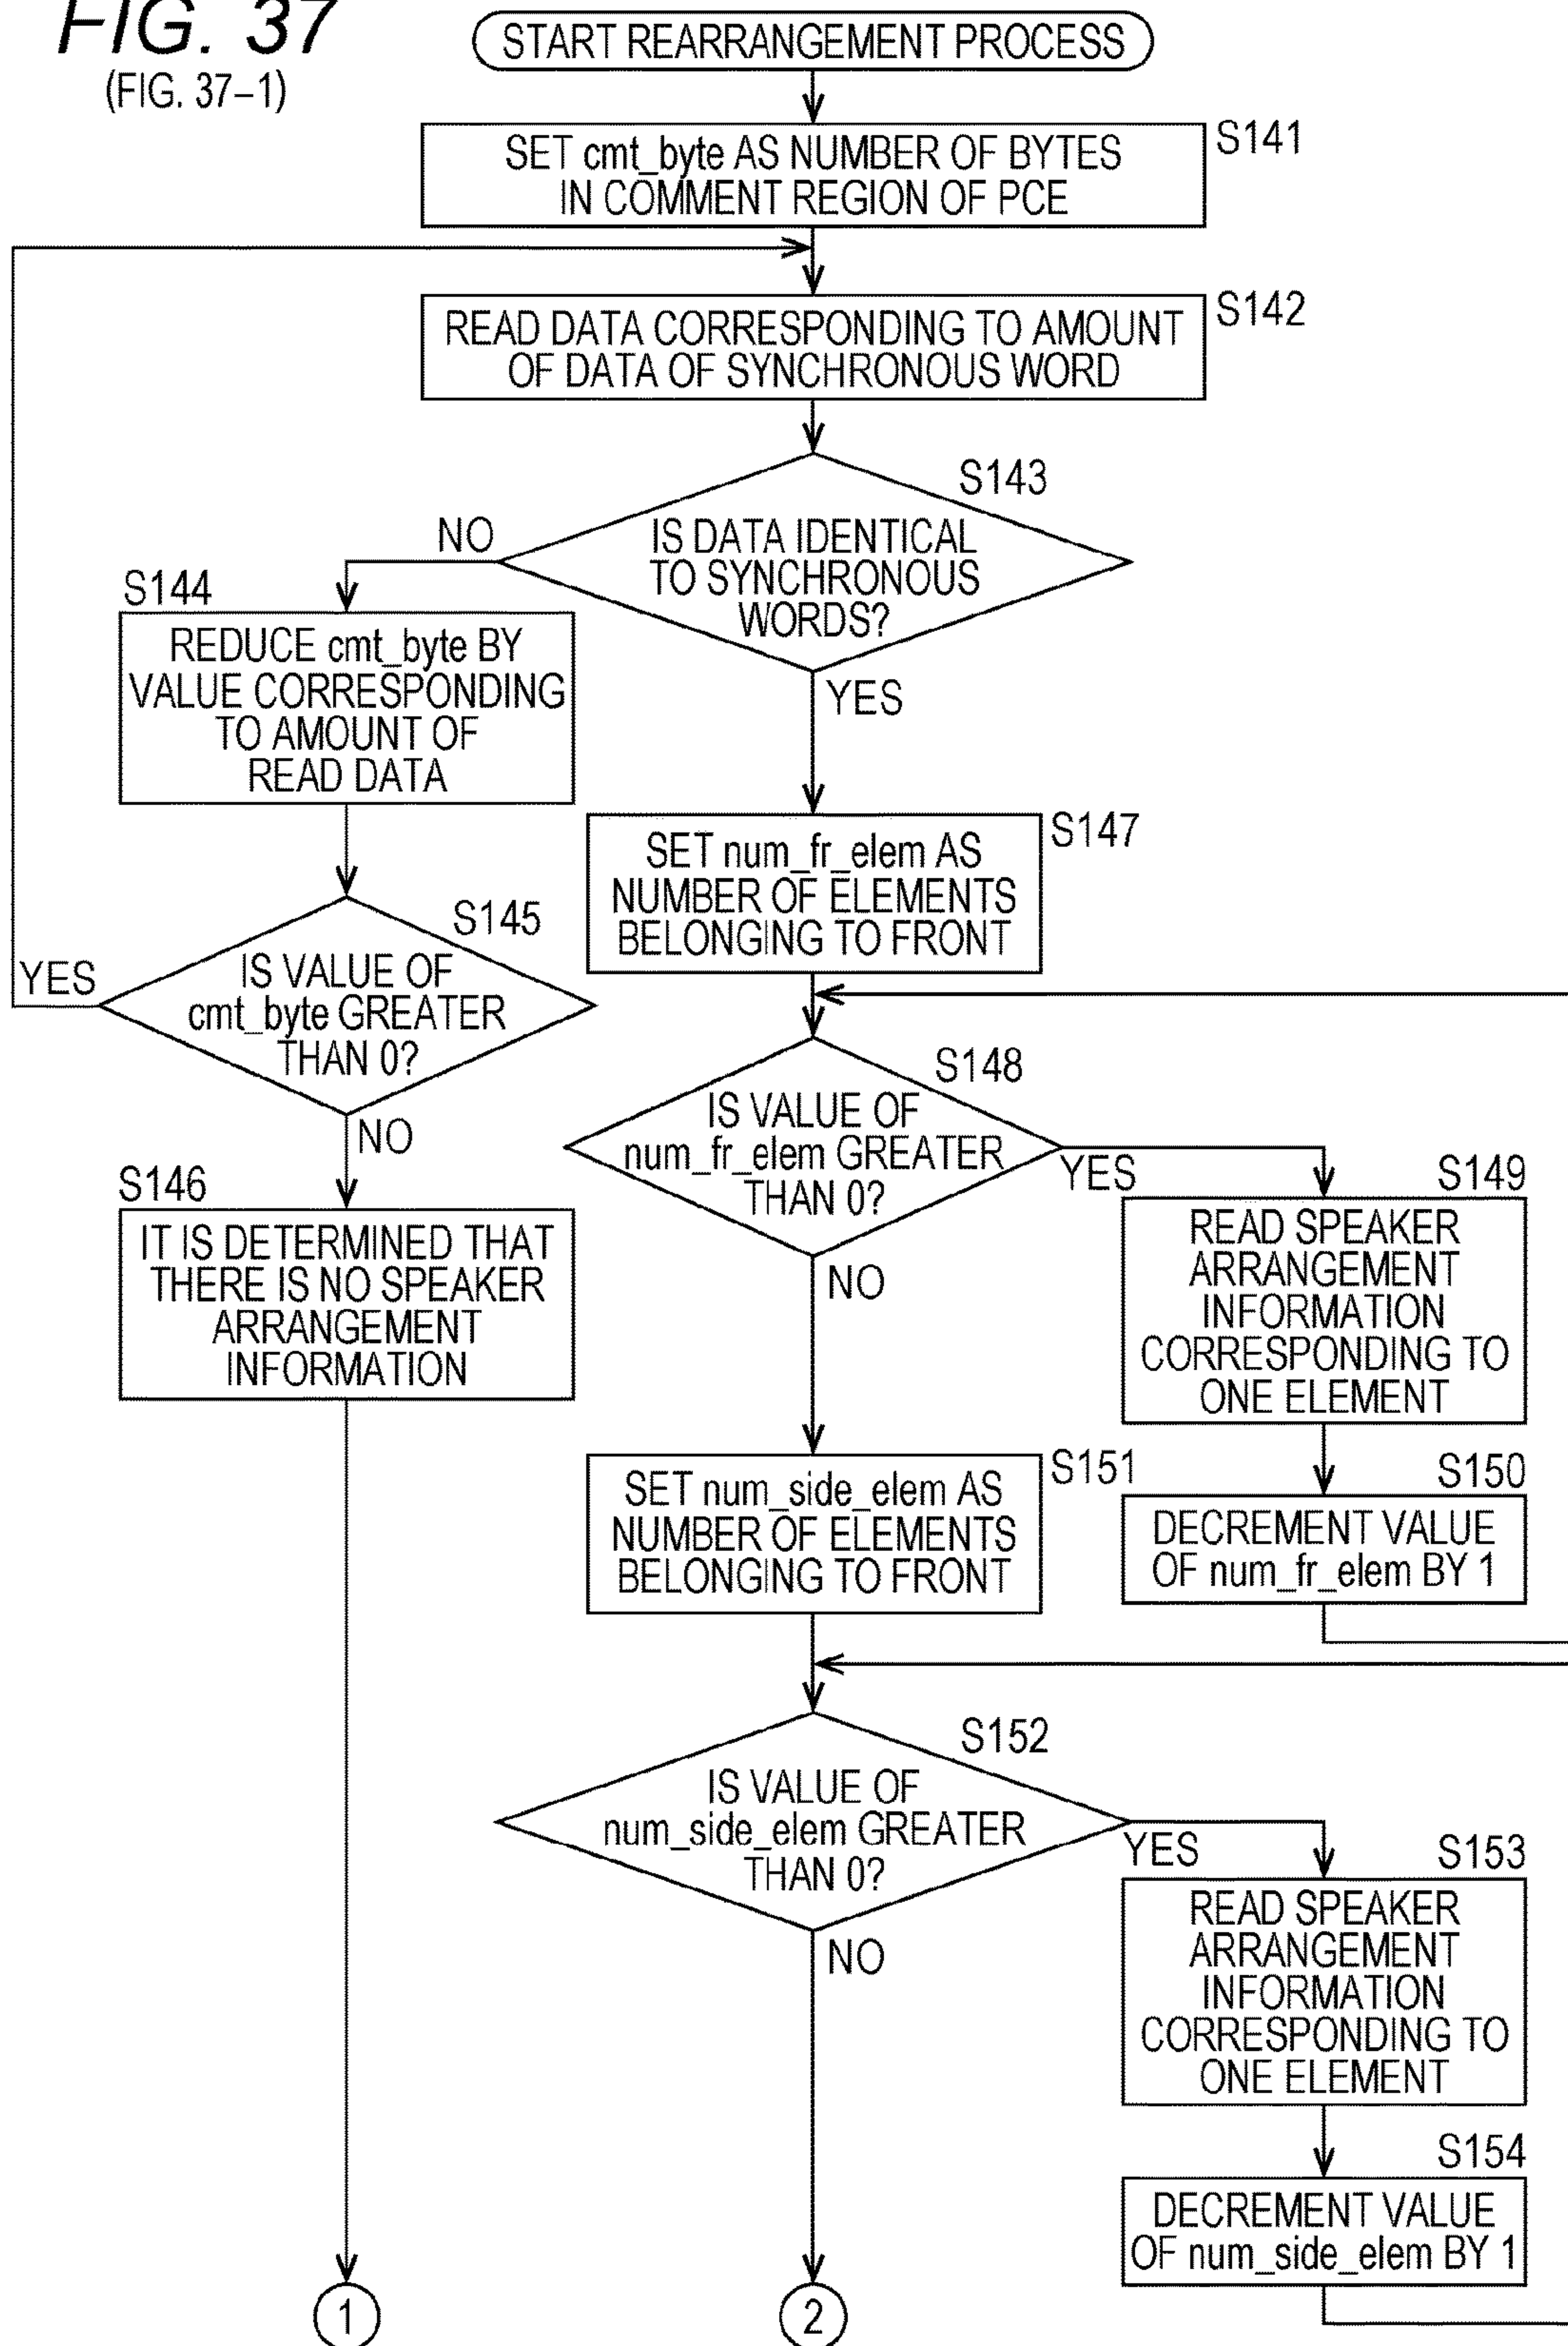 FIG. 37
(FIG. 37–1)
START REARRANGEMENT PROCESS
S141
SET cmt_byte AS NUMBER OF BYTES
IN COMMENT REGION OF PCE
S142
READ DATA CORRESPONDING TO AMOUNT
OF DATA OF SYNCHRONOUS WORD
S143
IS DATA IDENTICAL
TO SYNCHRONOUS
WORDS?
NO
YES
S144
REDUCE cmt_byte BY
VALUE CORRESPONDING
TO AMOUNT OF
READ DATA
S145
IS VALUE OF
cmt_byte GREATER
THAN 0?
YES
NO
S146
IT IS DETERMINED THAT
THERE IS NO SPEAKER
ARRANGEMENT
INFORMATION
S147
SET num_fr_elem AS
NUMBER OF ELEMENTS
BELONGING TO FRONT
S148
IS VALUE OF
num_fr_elem GREATER
THAN 0?
YES
NO
S149
READ SPEAKER
ARRANGEMENT
INFORMATION
CORRESPONDING TO
ONE ELEMENT
S150
DECREMENT VALUE
OF num_fr_elem BY 1
S151
SET num_side_elem AS
NUMBER OF ELEMENTS
BELONGING TO FRONT
S152
IS VALUE OF
num_side_elem GREATER
THAN 0?
YES
NO
S153
READ SPEAKER
ARRANGEMENT
INFORMATION
CORRESPONDING TO
ONE ELEMENT
S154
DECREMENT VALUE
OF num_side_elem BY 1
1
2